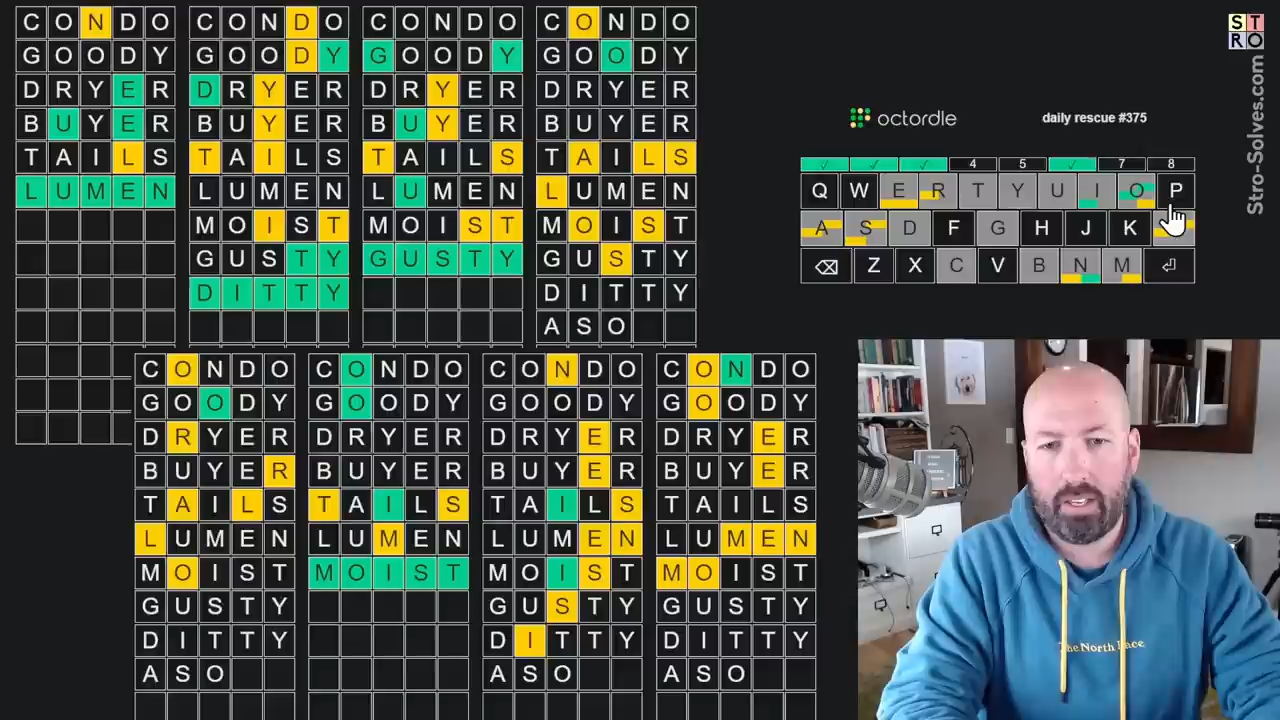 CONDO CONDO CONDO CONDO
GOODY GOODY GOODY GOODY
DRYER DRYER DRYER DRYER
BUYER BUYER BUYER BUYER
TAILS TAILS TAILS TAILS
LUMEN LUMEN LUMEN LUMEN
MOIST MOIST MOIST
GUSTY GUSTY GUSTY
DITTY DITTY
ASO
CONDO CONDO CONDO CONDO
GOODY GOODY GOODY GOODY
DRYER DRYER DRYER DRYER
BUYER BUYER BUYER BUYER
TAILS TAILS TAILS TAILS
LUMEN LUMEN LUMEN LUMEN
MOIST MOIST MOIST MOIST
GUSTY GUSTY GUSTY
DITTY DITTY DITTY
ASO ASO ASO
octordle daily rescue #375
✓ ✓ ✓ 4 5 ✓ 7 8
Q W E R T Y U I O P
A S D F G H J K
Z X C V B N M
ST
RO
Stro-Solves.com
The North Face